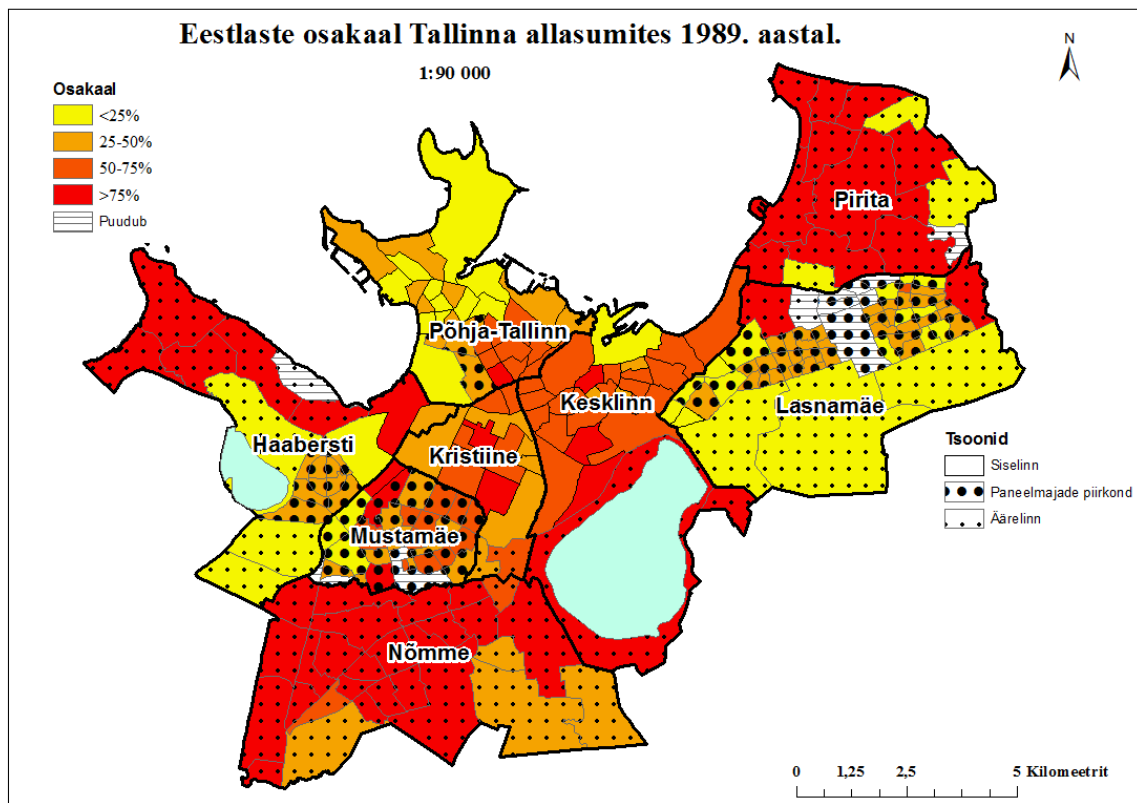 Eestlaste osakaal Tallinna allasumites 1989. aastal.
1:90 000
N
Osakaal
<25%
25-50%
50-75%
>75%
Puudub
Pirita
Põhja-Tallinn
Kesklinn
Lasnamäe
Haabersti
Kristiine
Mustamäe
Nõmme
Tsoonid
Siselinn
Paneelmajade piirkond
Äärelinn
0 1,25 2,5 5 Kilomeetrit